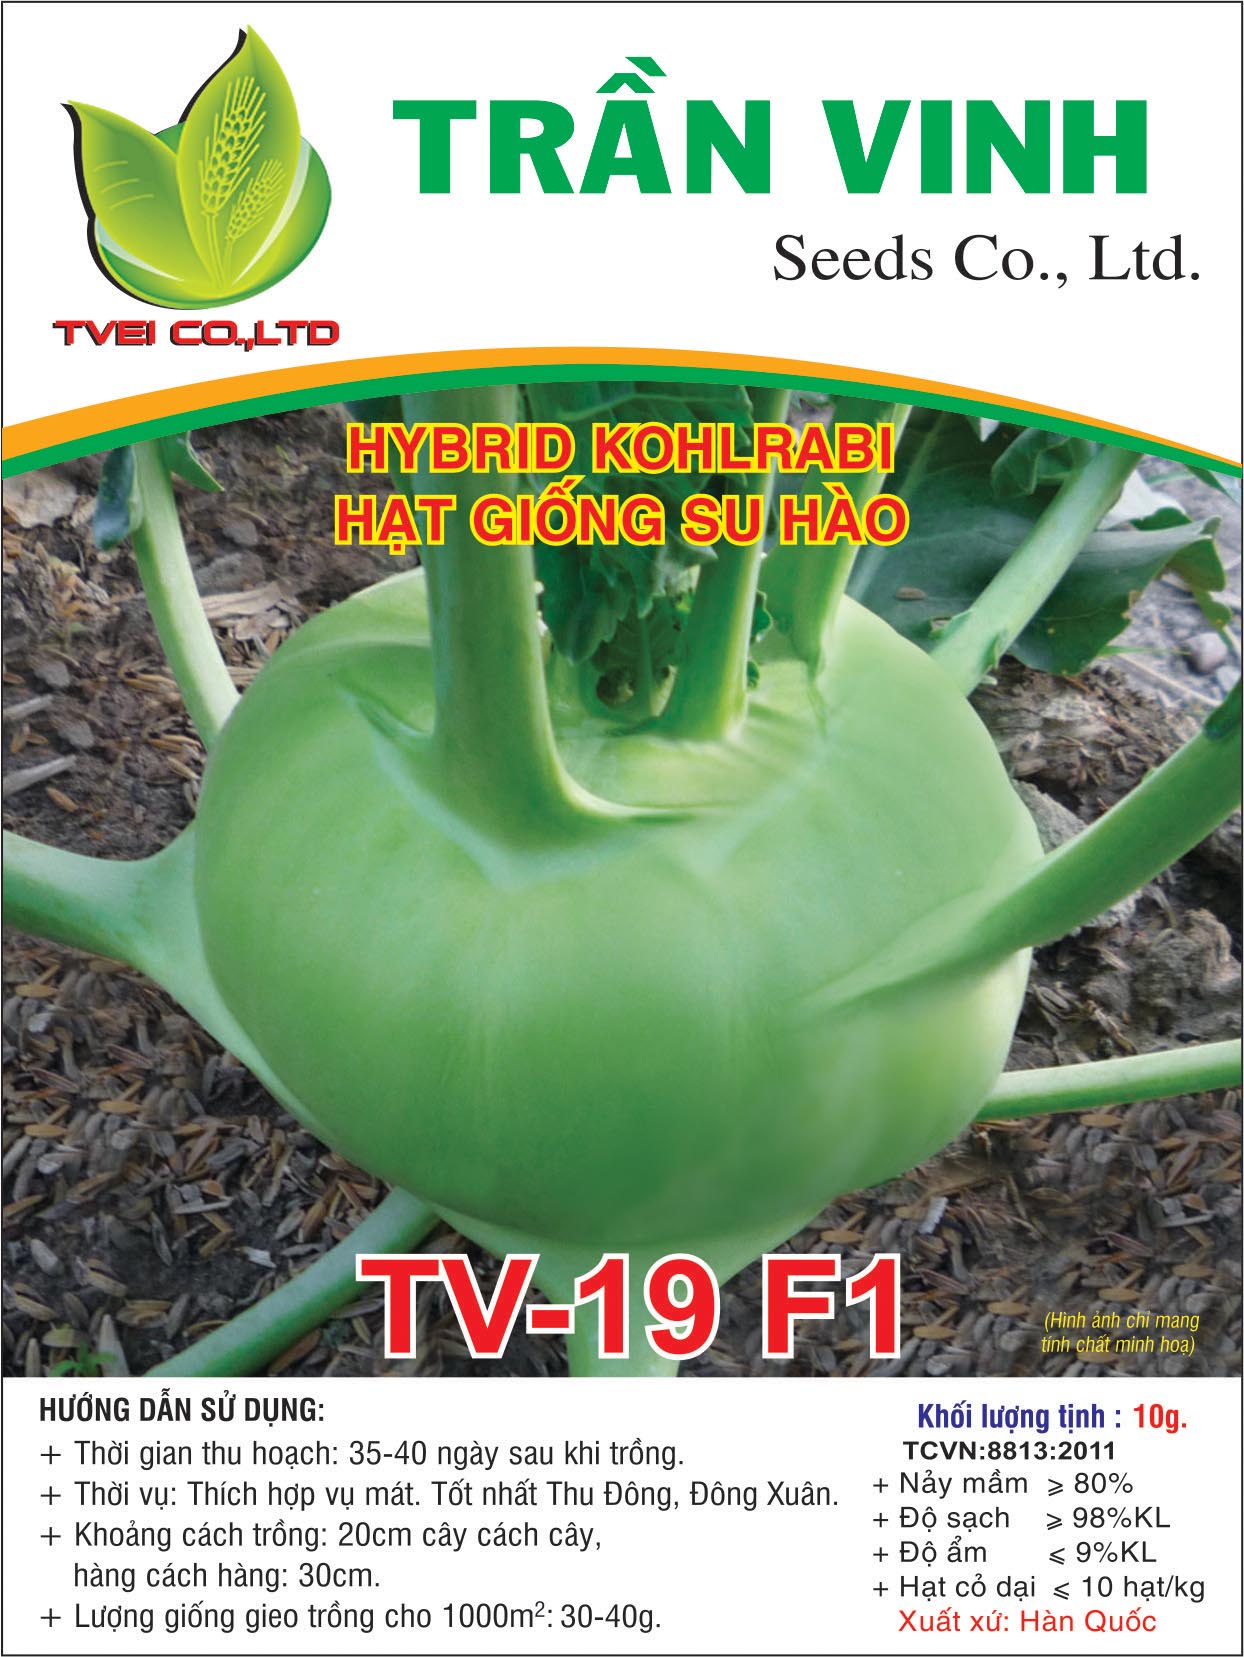 TRẦN VINH
Seeds Co., Ltd.
TVEI CO.,LTD
HYBRID KOHLRABI
HẠT GIỐNG SU HÀO
TV-19 F1
(Hình ảnh chỉ mang
tính chất minh hoạ)
HƯỚNG DẪN SỬ DỤNG:
+ Thời gian thu hoạch: 35-40 ngày sau khi trồng.
+ Thời vụ: Thích hợp vụ mát. Tốt nhất Thu Đông, Đông Xuân.
+ Khoảng cách trồng: 20cm cây cách cây,
hàng cách hàng: 30cm.
+ Lượng giống gieo trồng cho 1000m²: 30-40g.
Khối lượng tịnh : 10g.
TCVN:8813:2011
+ Nảy mầm ⩾ 80%
+ Độ sạch ⩾ 98%KL
+ Độ ẩm ⩽ 9%KL
+ Hạt cỏ dại ⩽ 10 hạt/kg
Xuất xứ: Hàn Quốc